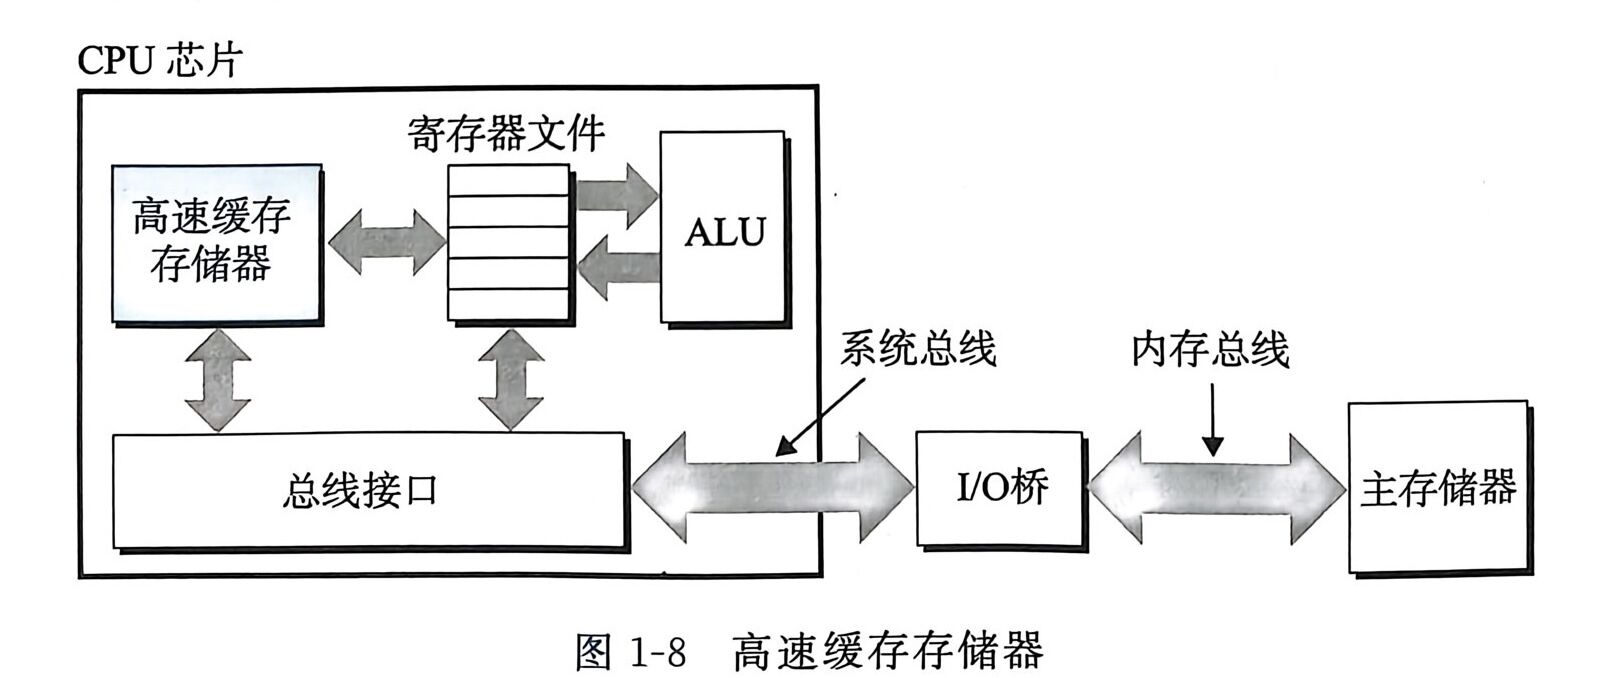 CPU 芯片
寄存器文件
高速缓存
存储器
ALU
系统总线
内存总线
总线接口
I/O桥
主存储器
图 1-8 高速缓存存储器